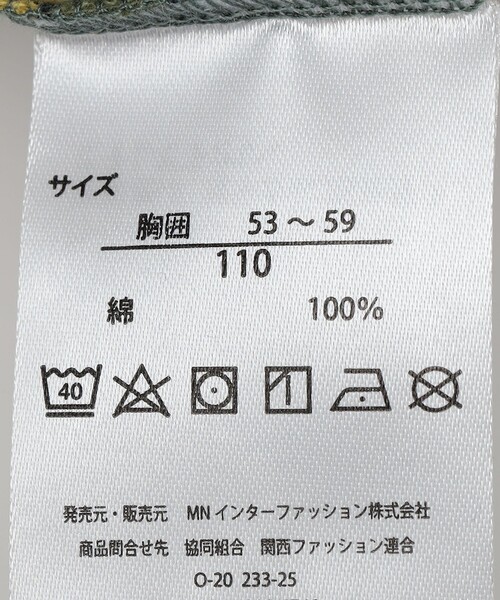 サイズ
胸囲 53～59
110
綿 100%
40
発売元・販売元 MNインターファッション株式会社
商品問合せ先 協同組合 関西ファッション連合
O-20 233-25